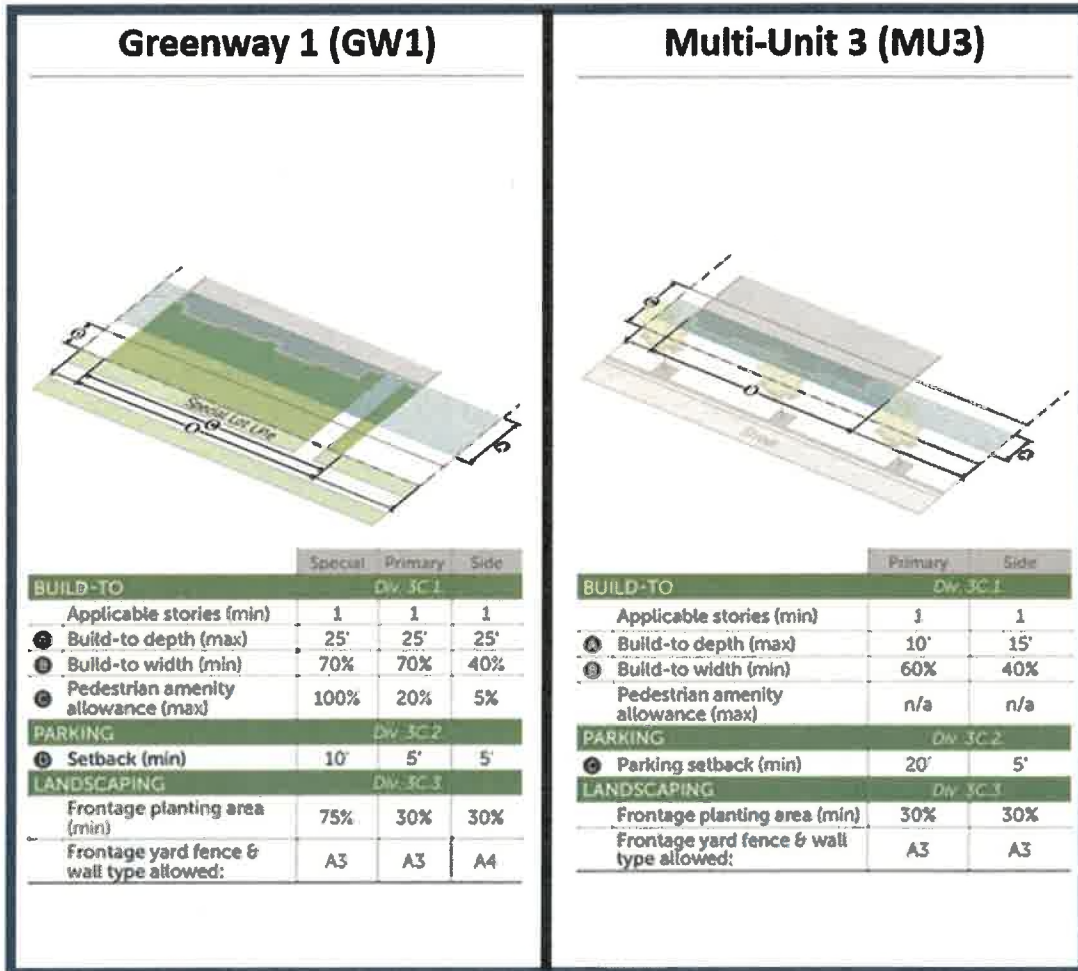 Greenway 1 (GW1)
Special Lot Line
Special Primary Side
BUILD-TO Div. 3C.1.
Applicable stories (min) 1 1 1
Build-to depth (max) 25' 25' 25'
B Build-to width (min) 70% 70% 40%
C Pedestrian amenity
allowance (max) 100% 20% 5%
PARKING Div. 3C.2.
D Setback (min) 10' 5' 5'
LANDSCAPING Div. 3C.3.
Frontage planting area
(min) 75% 30% 30%
Frontage yard fence &
wall type allowed: A3 A3 A4
Multi-Unit 3 (MU3)
Street
Primary Side
BUILD-TO Div. 3C.1.
Applicable stories (min) 1 1
A Build-to depth (max) 10' 15'
B Build-to width (min) 60% 40%
Pedestrian amenity
allowance (max) n/a n/a
PARKING Div. 3C.2.
C Parking setback (min) 20' 5'
LANDSCAPING Div. 3C.3.
Frontage planting area (min) 30% 30%
Frontage yard fence & wall
type allowed: A3 A3